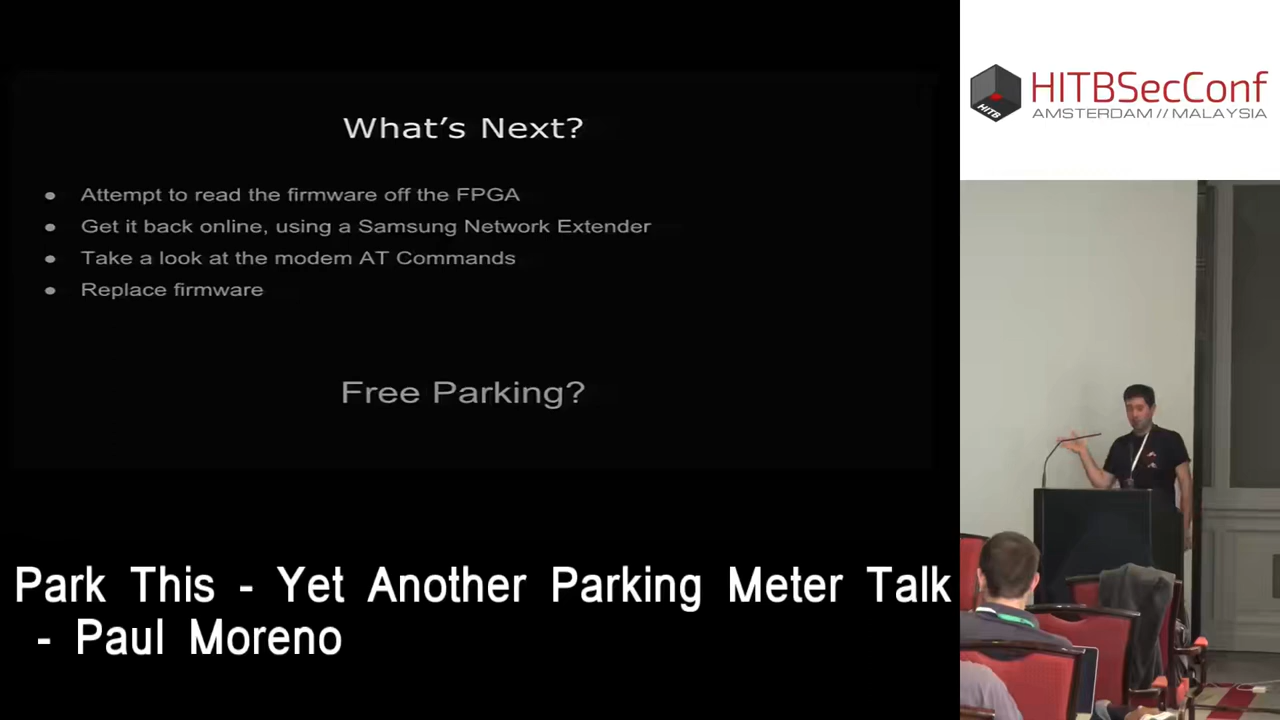 What's Next?
● Attempt to read the firmware off the FPGA
● Get it back online, using a Samsung Network Extender
● Take a look at the modem AT Commands
● Replace firmware
Free Parking?
Park This - Yet Another Parking Meter Talk
- Paul Moreno
HITBSecConf
AMSTERDAM // MALAYSIA
HITB